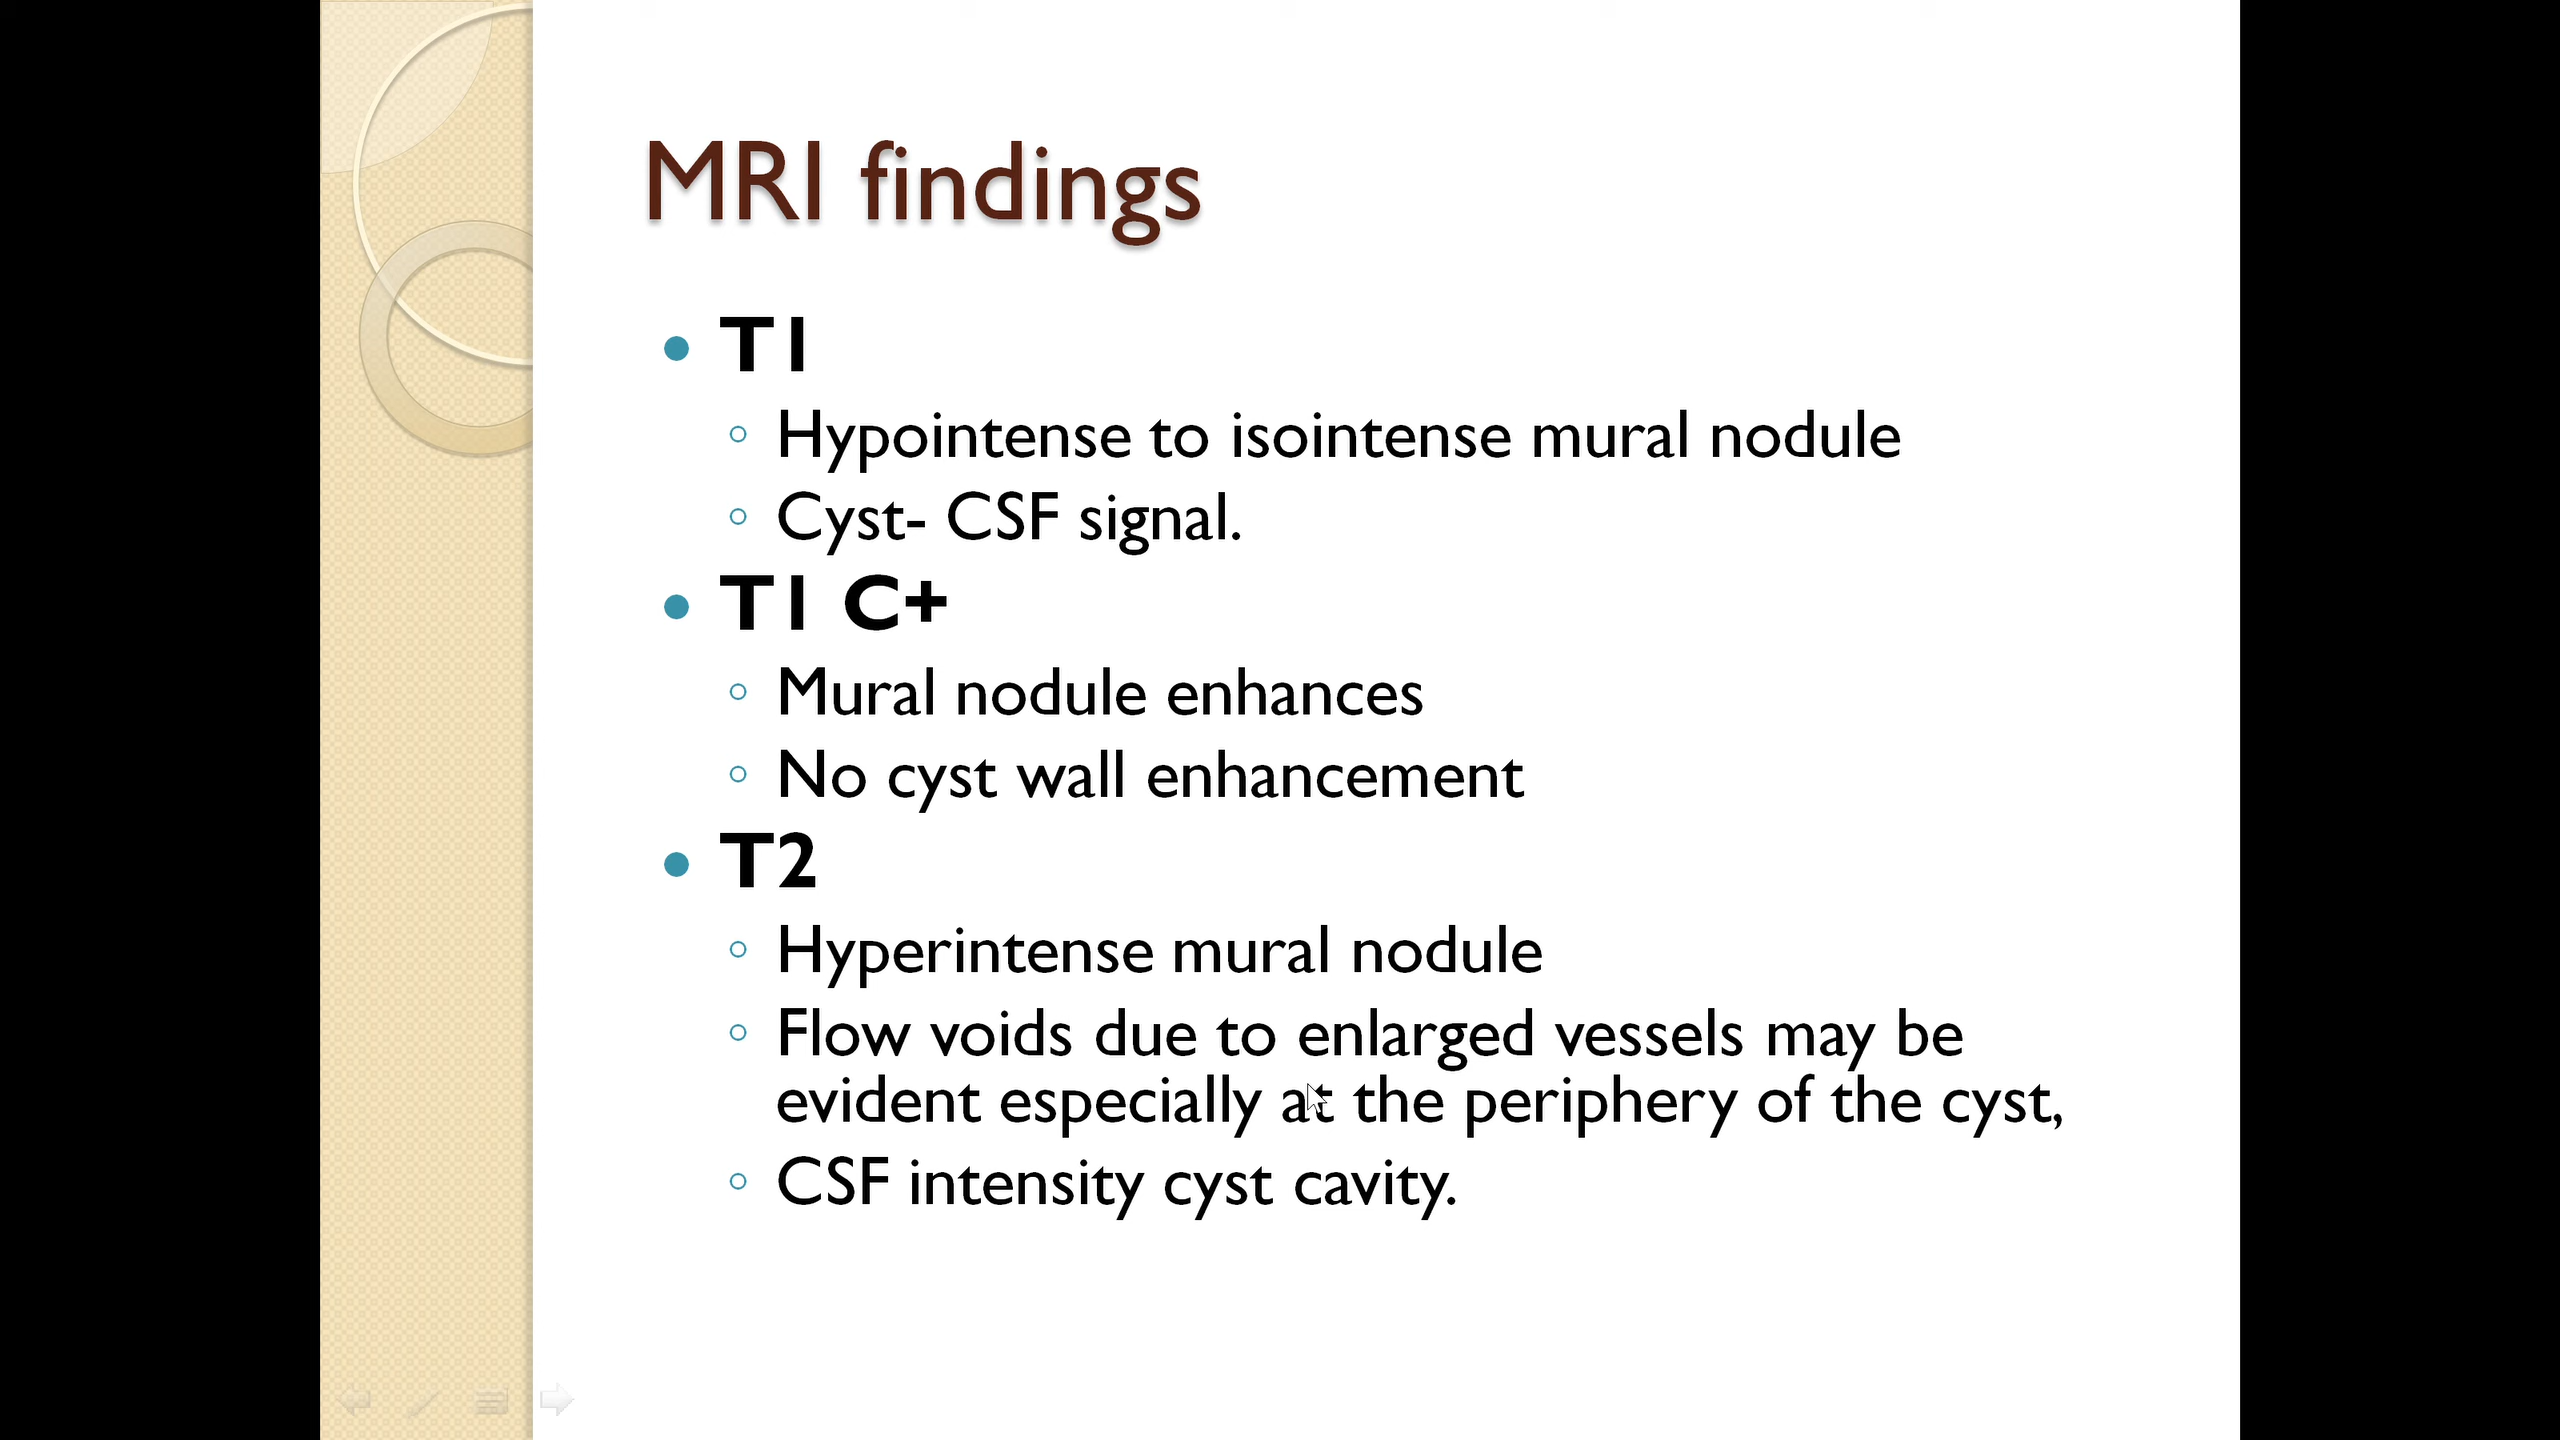 MRI findings
T1
Hypointense to isointense mural nodule
Cyst- CSF signal.
T1 C+
Mural nodule enhances
No cyst wall enhancement
T2
Hyperintense mural nodule
Flow voids due to enlarged vessels may be
evident especially at the periphery of the cyst,
CSF intensity cyst cavity.